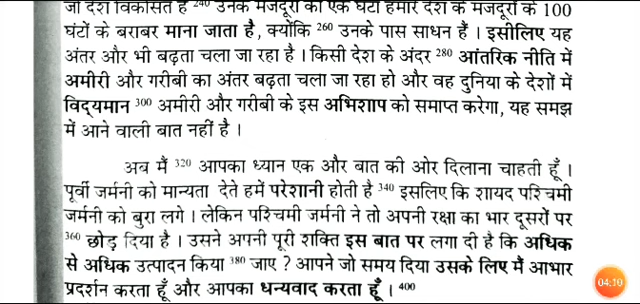 जो देश विकसित हैं 240 उनके मजदूरों का एक घंटा हमारे देश के मजदूरों के 100
घंटों के बराबर माना जाता है, क्योंकि 260 उनके पास साधन हैं । इसीलिए यह
अंतर और भी बढ़ता चला जा रहा है । किसी देश के अंदर 280 आंतरिक नीति में
अमीरी और गरीबी का अंतर बढ़ता चला जा रहा हो और वह दुनिया के देशों में
विद्यमान 300 अमीरी और गरीबी के इस अभिशाप को समाप्त करेगा, यह समझ
में आने वाली बात नहीं है ।
अब मैं 320 आपका ध्यान एक और बात की ओर दिलाना चाहती हूँ ।
पूर्वी जर्मनी को मान्यता देते हमें परेशानी होती है 340 इसलिए कि शायद पश्चिमी
जर्मनी को बुरा लगे । लेकिन पश्चिमी जर्मनी ने तो अपनी रक्षा का भार दूसरों पर
360 छोड़ दिया है । उसने अपनी पूरी शक्ति इस बात पर लगा दी है कि अधिक
से अधिक उत्पादन किया 380 जाए ? आपने जो समय दिया उसके लिए मैं आभार
प्रदर्शन करता हूँ और आपका धन्यवाद करता हूँ । 400
04:10